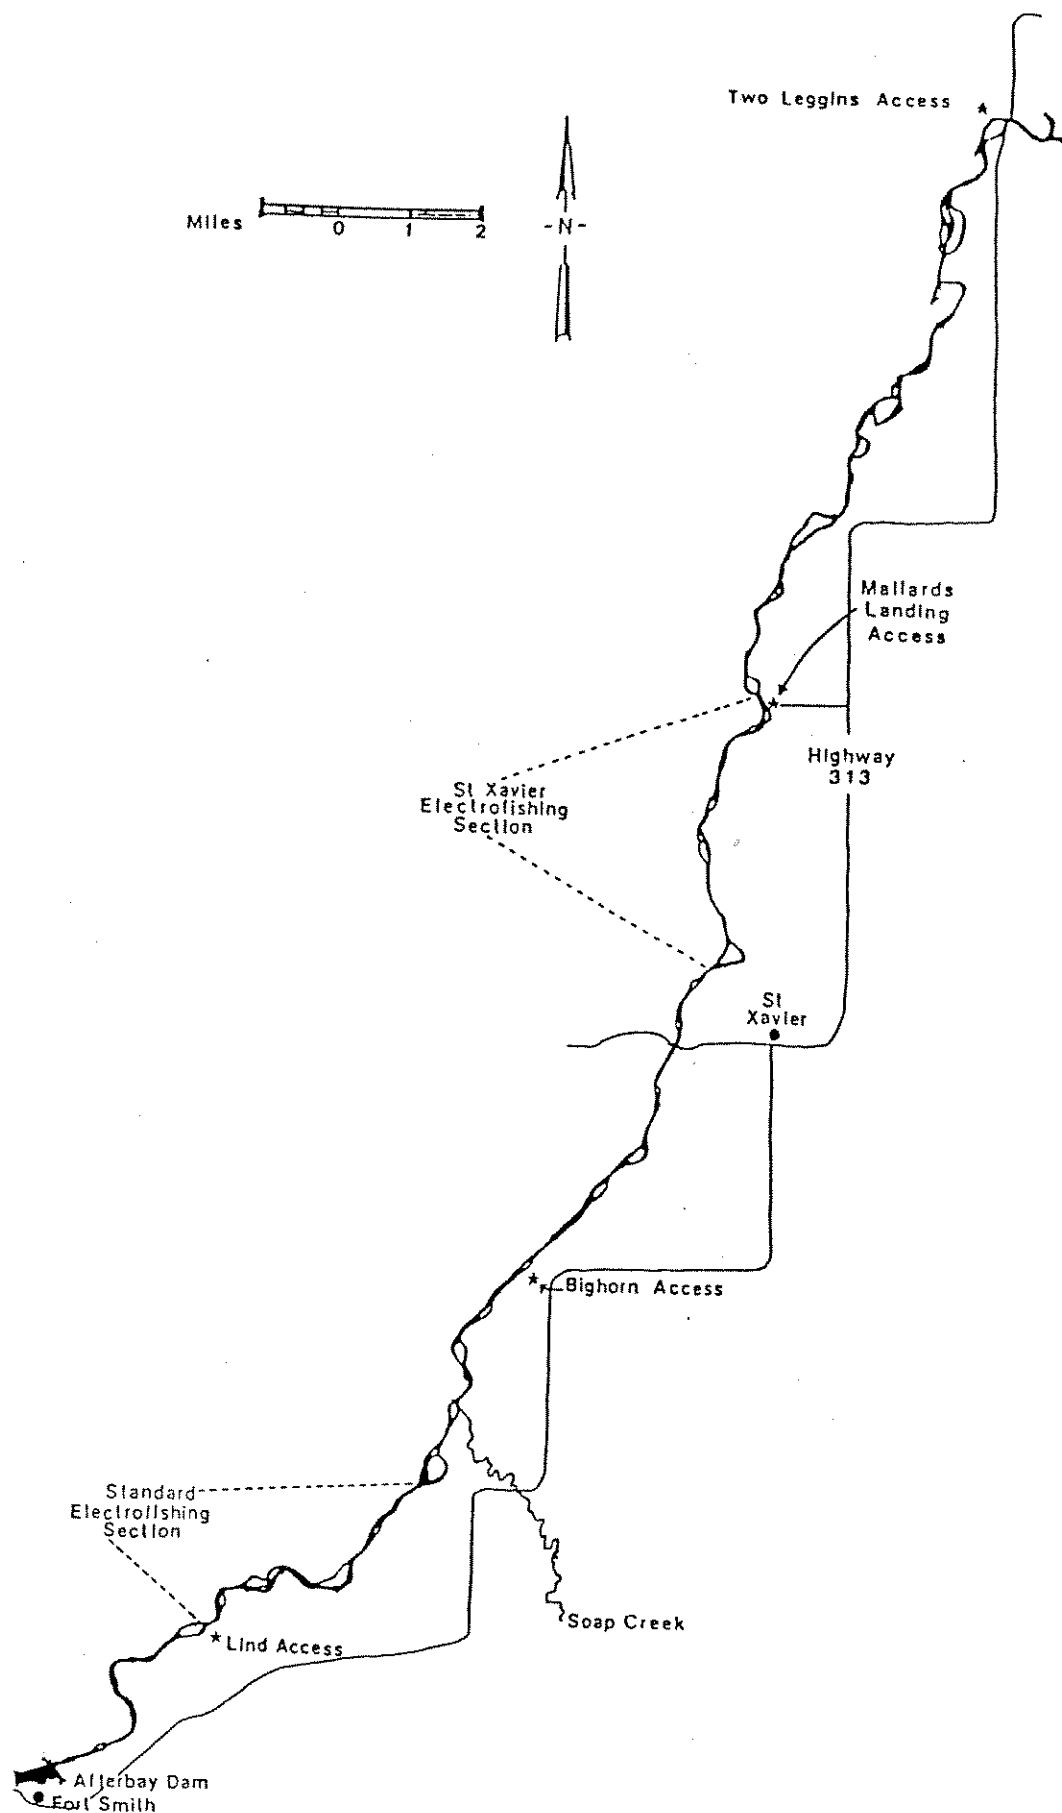 Two Leggins Access
Miles
0
1
2
-N-
Mallards
Landing
Access
Highway
313
St Xavier
Electrofishing
Section
St
Xavier
Bighorn Access
Standard
Electrofishing
Section
Soap Creek
Lind Access
Afterbay Dam
Fort Smith